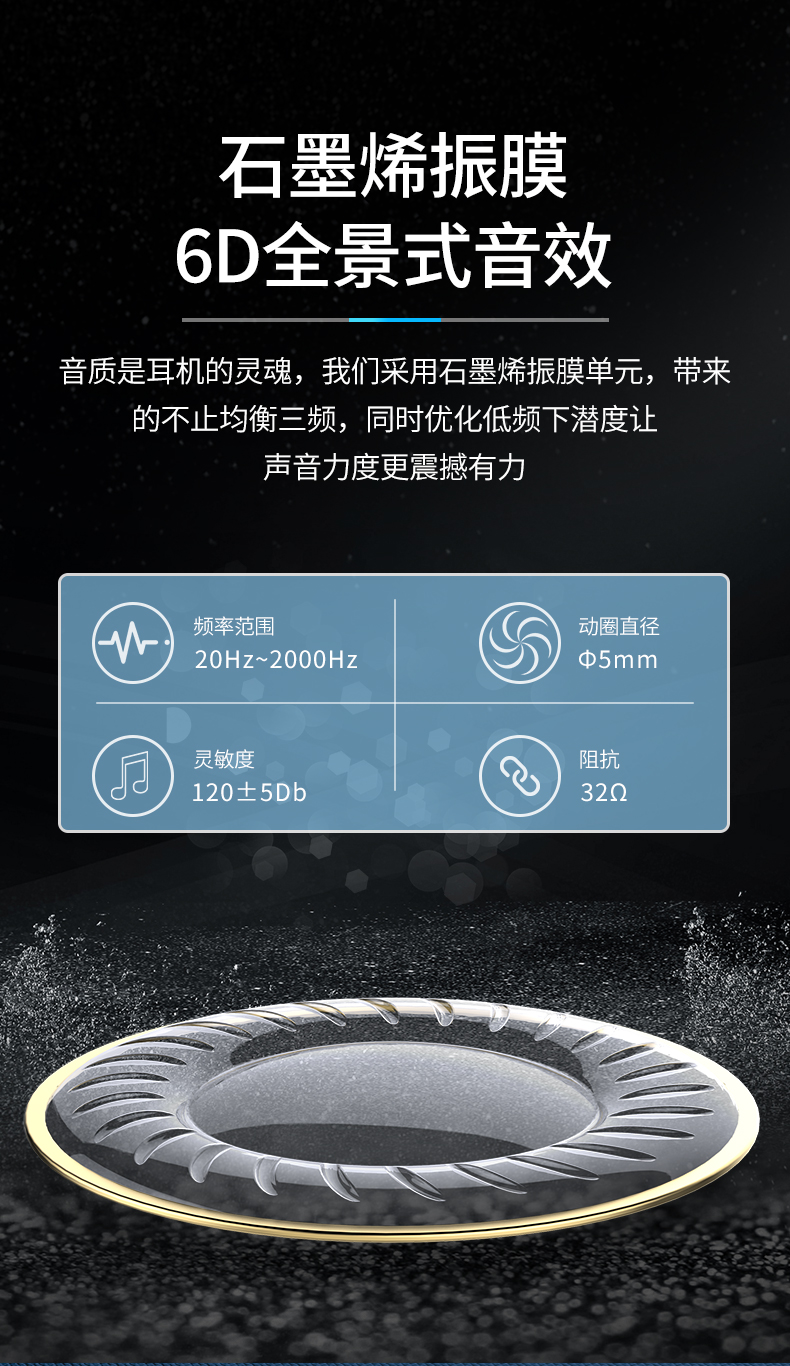 石墨烯振膜
6D全景式音效
音质是耳机的灵魂，我们采用石墨烯振膜单元，带来
的不止均衡三频，同时优化低频下潜度让
声音力度更震撼有力
频率范围
20Hz~2000Hz
动圈直径
Φ5mm
灵敏度
120±5Db
阻抗
32Ω